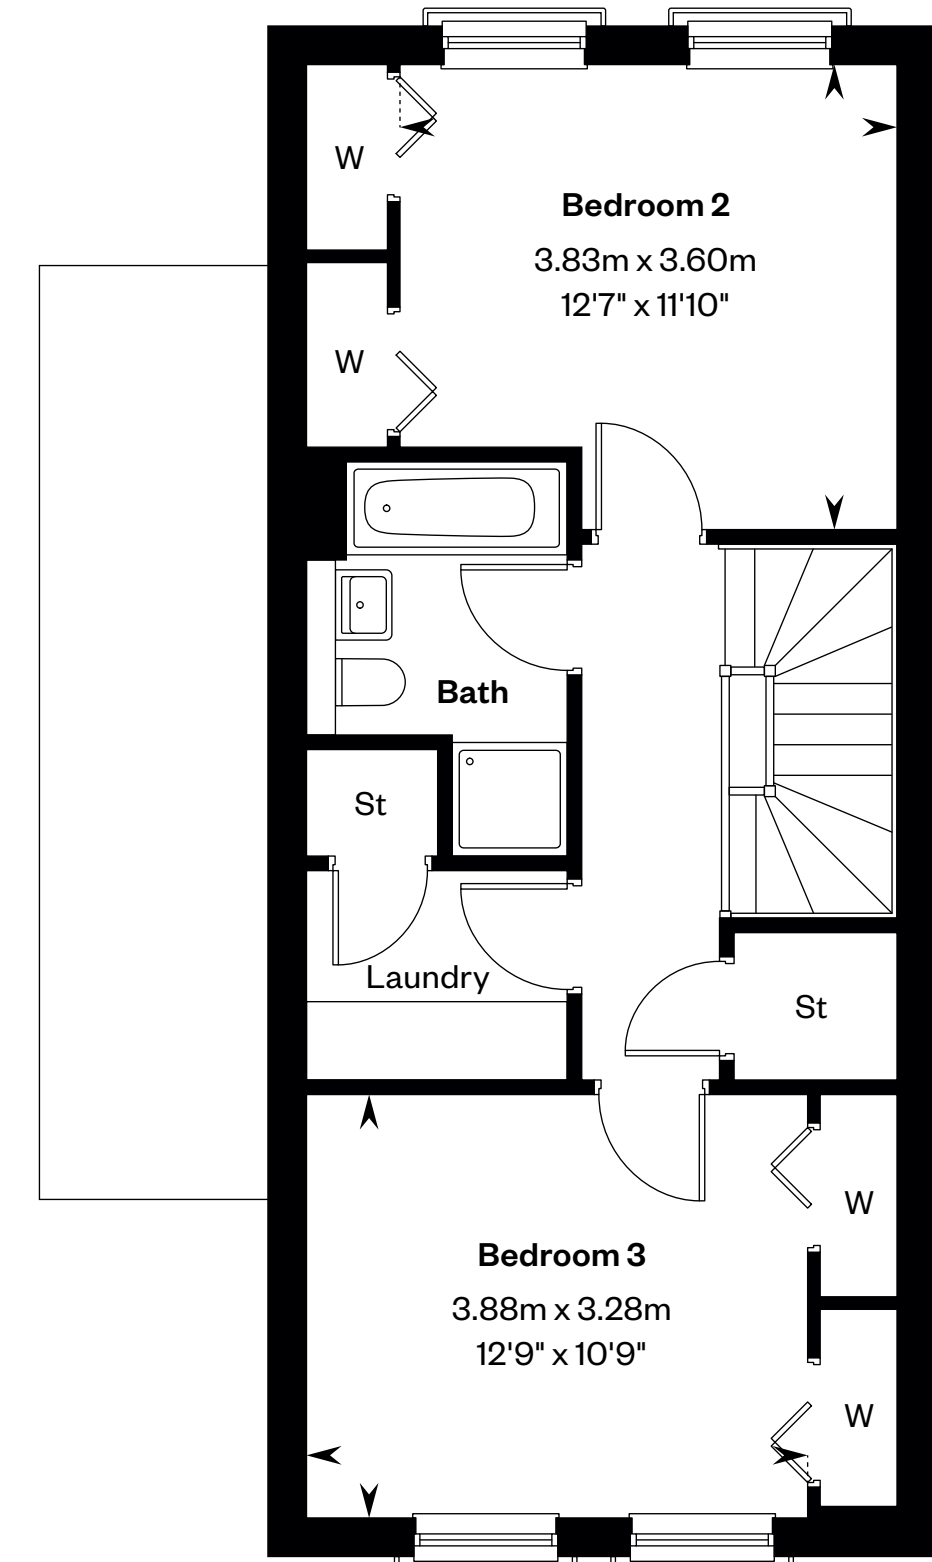 W
Bedroom 2
3.83m x 3.60m
12'7" x 11'10"
W
Bath
St
Laundry
St
W
Bedroom 3
3.88m x 3.28m
12'9" x 10'9"
W